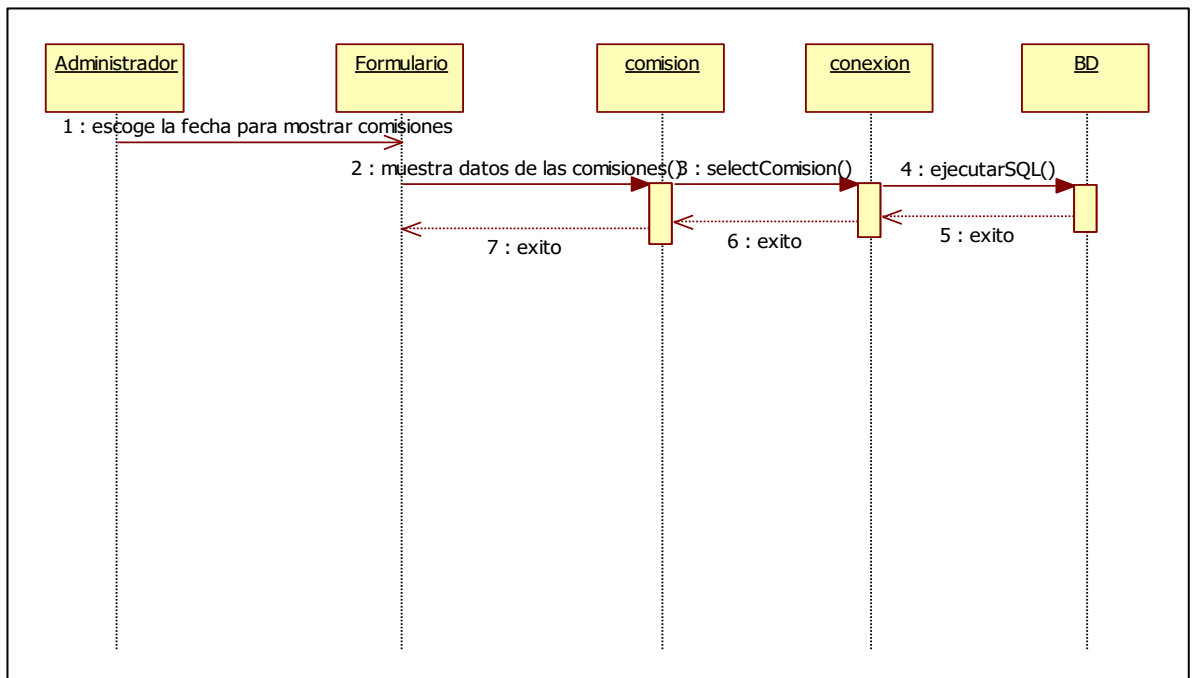 Administrador
Formulario
comision
conexion
BD
1 : escoge la fecha para mostrar comisiones
2 : muestra datos de las comisiones()
3 : selectComision()
4 : ejecutarSQL()
5 : exito
6 : exito
7 : exito